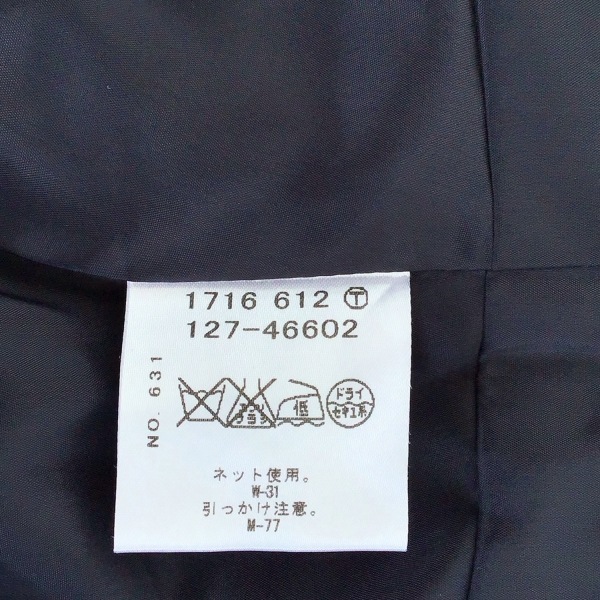 1716 612 Ⓣ
127-46602
NO. 631
低
ドライ
セキユ系
ネット使用。
W-31
引っかけ注意。
M-77